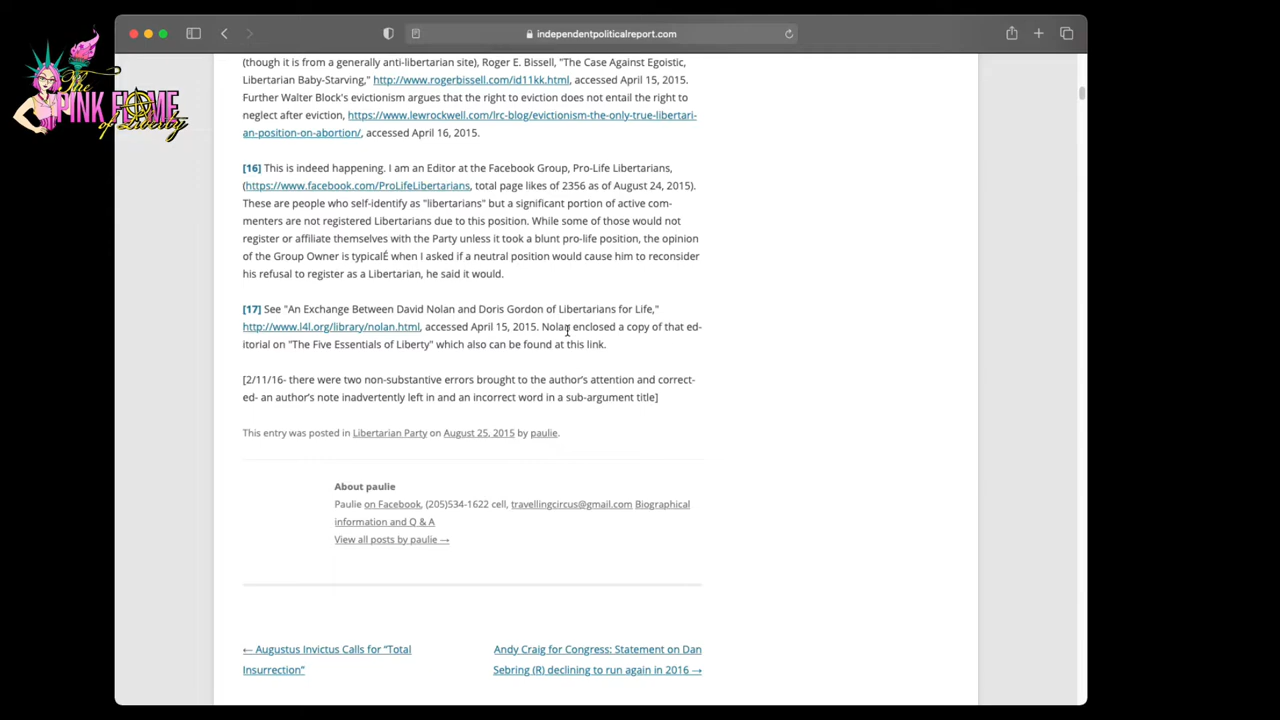 The
PINK FLAME
of Liberty
independentpoliticalreport.com
(though it is from a generally anti-libertarian site), Roger E. Bissell, "The Case Against Egoistic,
Libertarian Baby-Starving," http://www.rogerbissell.com/id11kk.html, accessed April 15, 2015.
Further Walter Block's evictionism argues that the right to eviction does not entail the right to
neglect after eviction, https://www.lewrockwell.com/lrc-blog/evictionism-the-only-true-libertari-
an-position-on-abortion/, accessed April 16, 2015.
[16] This is indeed happening. I am an Editor at the Facebook Group, Pro-Life Libertarians,
(https://www.facebook.com/ProLifeLibertarians, total page likes of 2356 as of August 24, 2015).
These are people who self-identify as "libertarians" but a significant portion of active com-
menters are not registered Libertarians due to this position. While some of those would not
register or affiliate themselves with the Party unless it took a blunt pro-life position, the opinion
of the Group Owner is typicalÉ when I asked if a neutral position would cause him to reconsider
his refusal to register as a Libertarian, he said it would.
[17] See "An Exchange Between David Nolan and Doris Gordon of Libertarians for Life,"
http://www.l4l.org/library/nolan.html, accessed April 15, 2015. Nolan enclosed a copy of that ed-
itorial on "The Five Essentials of Liberty" which also can be found at this link.
[2/11/16- there were two non-substantive errors brought to the author's attention and correct-
ed- an author's note inadvertently left in and an incorrect word in a sub-argument title]
This entry was posted in Libertarian Party on August 25, 2015 by paulie.
About paulie
Paulie on Facebook, (205)534-1622 cell, travellingcircus@gmail.com Biographical
information and Q & A
View all posts by paulie →
← Augustus Invictus Calls for "Total
Insurrection"
Andy Craig for Congress: Statement on Dan
Sebring (R) declining to run again in 2016 →